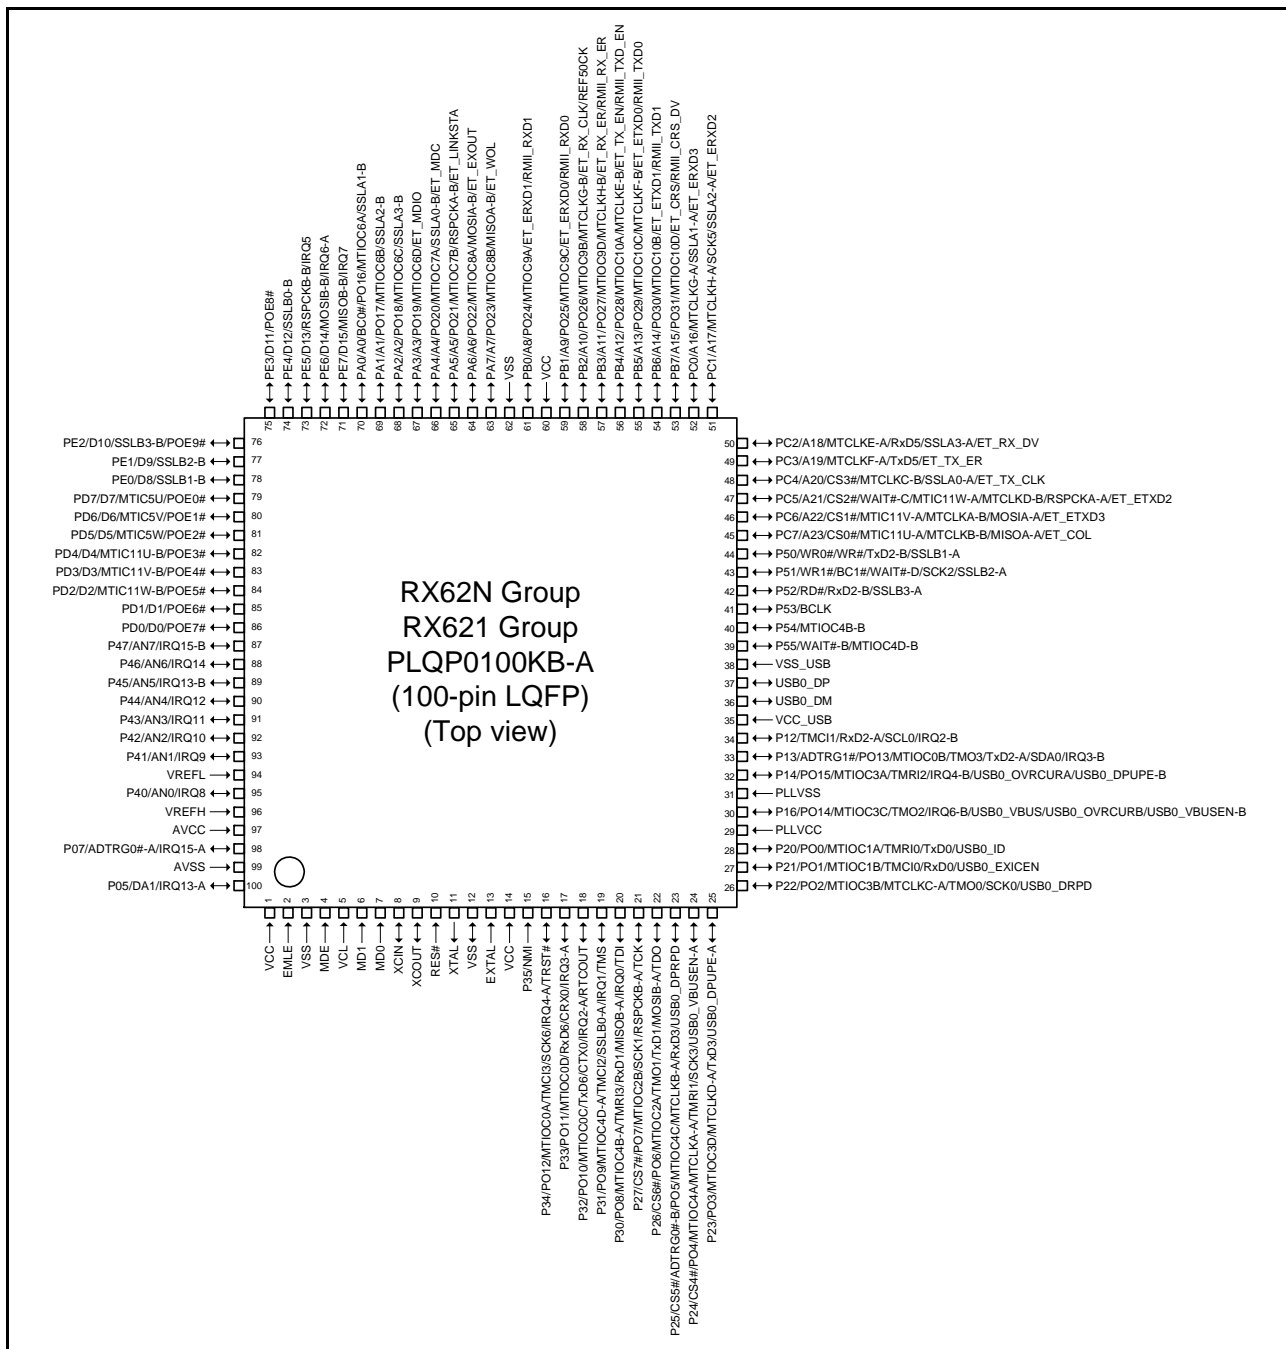 PE3/D11/POE8#
PE4/D12/SSLB0-B
PE5/D13/RSPCKB-B/IRQ5
PE6/D14/MOSIB-B/IRQ6-A
PE7/D15/MISOB-B/IRQ7
PA0/A0/BC0#/PO16/MTIOC6A/SSLA1-B
PA1/A1/PO17/MTIOC6B/SSLA2-B
PA2/A2/PO18/MTIOC6C/SSLA3-B
PA3/A3/PO19/MTIOC6D/ET_MDIO
PA4/A4/PO20/MTIOC7A/SSLA0-B/ET_MDC
PA5/A5/PO21/MTIOC7B/RSPCKA-B/ET_LINKSTA
PA6/A6/PO22/MTIOC8A/MOSIA-B/ET_EXOUT
PA7/A7/PO23/MTIOC8B/MISOA-B/ET_WOL
VSS
PB0/A8/PO24/MTIOC9A/ET_ERXD1/RMII_RXD1
VCC
PB1/A9/PO25/MTIOC9C/ET_ERXD0/RMII_RXD0
PB2/A10/PO26/MTIOC9B/MTCLKG-B/ET_RX_CLK/REF50CK
PB3/A11/PO27/MTIOC9D/MTCLKH-B/ET_RX_ER/RMII_RX_ER
PB4/A12/PO28/MTIOC10A/MTCLKE-B/ET_TX_EN/RMII_TXD_EN
PB5/A13/PO29/MTIOC10C/MTCLKF-B/ET_ETXD0/RMII_TXD0
PB6/A14/PO30/MTIOC10B/ET_ETXD1/RMII_TXD1
PB7/A15/PO31/MTIOC10D/ET_CRS/RMII_CRS_DV
PC0/A16/MTCLKG-A/SSLA1-A/ET_ERXD3
PC1/A17/MTCLKH-A/SCK5/SSLA2-A/ET_ERXD2
75 74 73 72 71 70 69 68 67 66 65 64 63 62 61 60 59 58 57 56 55 54 53 52 51
PE2/D10/SSLB3-B/POE9# 76
PE1/D9/SSLB2-B 77
PE0/D8/SSLB1-B 78
PD7/D7/MTIC5U/POE0# 79
PD6/D6/MTIC5V/POE1# 80
PD5/D5/MTIC5W/POE2# 81
PD4/D4/MTIC11U-B/POE3# 82
PD3/D3/MTIC11V-B/POE4# 83
PD2/D2/MTIC11W-B/POE5# 84
PD1/D1/POE6# 85
PD0/D0/POE7# 86
P47/AN7/IRQ15-B 87
P46/AN6/IRQ14 88
P45/AN5/IRQ13-B 89
P44/AN4/IRQ12 90
P43/AN3/IRQ11 91
P42/AN2/IRQ10 92
P41/AN1/IRQ9 93
VREFL 94
P40/AN0/IRQ8 95
VREFH 96
AVCC 97
P07/ADTRG0#-A/IRQ15-A 98
AVSS 99
P05/DA1/IRQ13-A 100
RX62N Group
RX621 Group
PLQP0100KB-A
(100-pin LQFP)
(Top view)
50 PC2/A18/MTCLKE-A/RxD5/SSLA3-A/ET_RX_DV
49 PC3/A19/MTCLKF-A/TxD5/ET_TX_ER
48 PC4/A20/CS3#/MTCLKC-B/SSLA0-A/ET_TX_CLK
47 PC5/A21/CS2#/WAIT#-C/MTIC11W-A/MTCLKD-B/RSPCKA-A/ET_ETXD2
46 PC6/A22/CS1#/MTIC11V-A/MTCLKA-B/MOSIA-A/ET_ETXD3
45 PC7/A23/CS0#/MTIC11U-A/MTCLKB-B/MISOA-A/ET_COL
44 P50/WR0#/WR#/TxD2-B/SSLB1-A
43 P51/WR1#/BC1#/WAIT#-D/SCK2/SSLB2-A
42 P52/RD#/RxD2-B/SSLB3-A
41 P53/BCLK
40 P54/MTIOC4B-B
39 P55/WAIT#-B/MTIOC4D-B
38 VSS_USB
37 USB0_DP
36 USB0_DM
35 VCC_USB
34 P12/TMCI1/RxD2-A/SCL0/IRQ2-B
33 P13/ADTRG1#/PO13/MTIOC0B/TMO3/TxD2-A/SDA0/IRQ3-B
32 P14/PO15/MTIOC3A/TMRI2/IRQ4-B/USB0_OVRCURA/USB0_DPUPE-B
31 PLLVSS
30 P16/PO14/MTIOC3C/TMO2/IRQ6-B/USB0_VBUS/USB0_OVRCURB/USB0_VBUSEN-B
29 PLLVCC
28 P20/PO0/MTIOC1A/TMRI0/TxD0/USB0_ID
27 P21/PO1/MTIOC1B/TMCI0/RxD0/USB0_EXICEN
26 P22/PO2/MTIOC3B/MTCLKC-A/TMO0/SCK0/USB0_DRPD
1 2 3 4 5 6 7 8 9 10 11 12 13 14 15 16 17 18 19 20 21 22 23 24 25
VCC
EMLE
VSS
MDE
VCL
MD1
MD0
XCIN
XCOUT
RES#
XTAL
VSS
EXTAL
VCC
P35/NMI
P34/PO12/MTIOC0A/TMCI3/SCK6/IRQ4-A/TRST#
P33/PO11/MTIOC0D/RxD6/CRX0/IRQ3-A
P32/PO10/MTIOC0C/TxD6/CTX0/IRQ2-A/RTCOUT
P31/PO9/MTIOC4D-A/TMCI2/SSLB0-A/IRQ1/TMS
P30/PO8/MTIOC4B-A/TMRI3/RxD1/MISOB-A/IRQ0/TDI
P27/CS7#/PO7/MTIOC2B/SCK1/RSPCKB-A/TCK
P26/CS6#/PO6/MTIOC2A/TMO1/TxD1/MOSIB-A/TDO
P25/CS5#/ADTRG0#-B/PO5/MTIOC4C/MTCLKB-A/RxD3/USB0_DPRPD
P24/CS4#/PO4/MTIOC4A/MTCLKA-A/TMRI1/SCK3/USB0_VBUSEN-A
P23/PO3/MTIOC3D/MTCLKD-A/TxD3/USB0_DPUPE-A